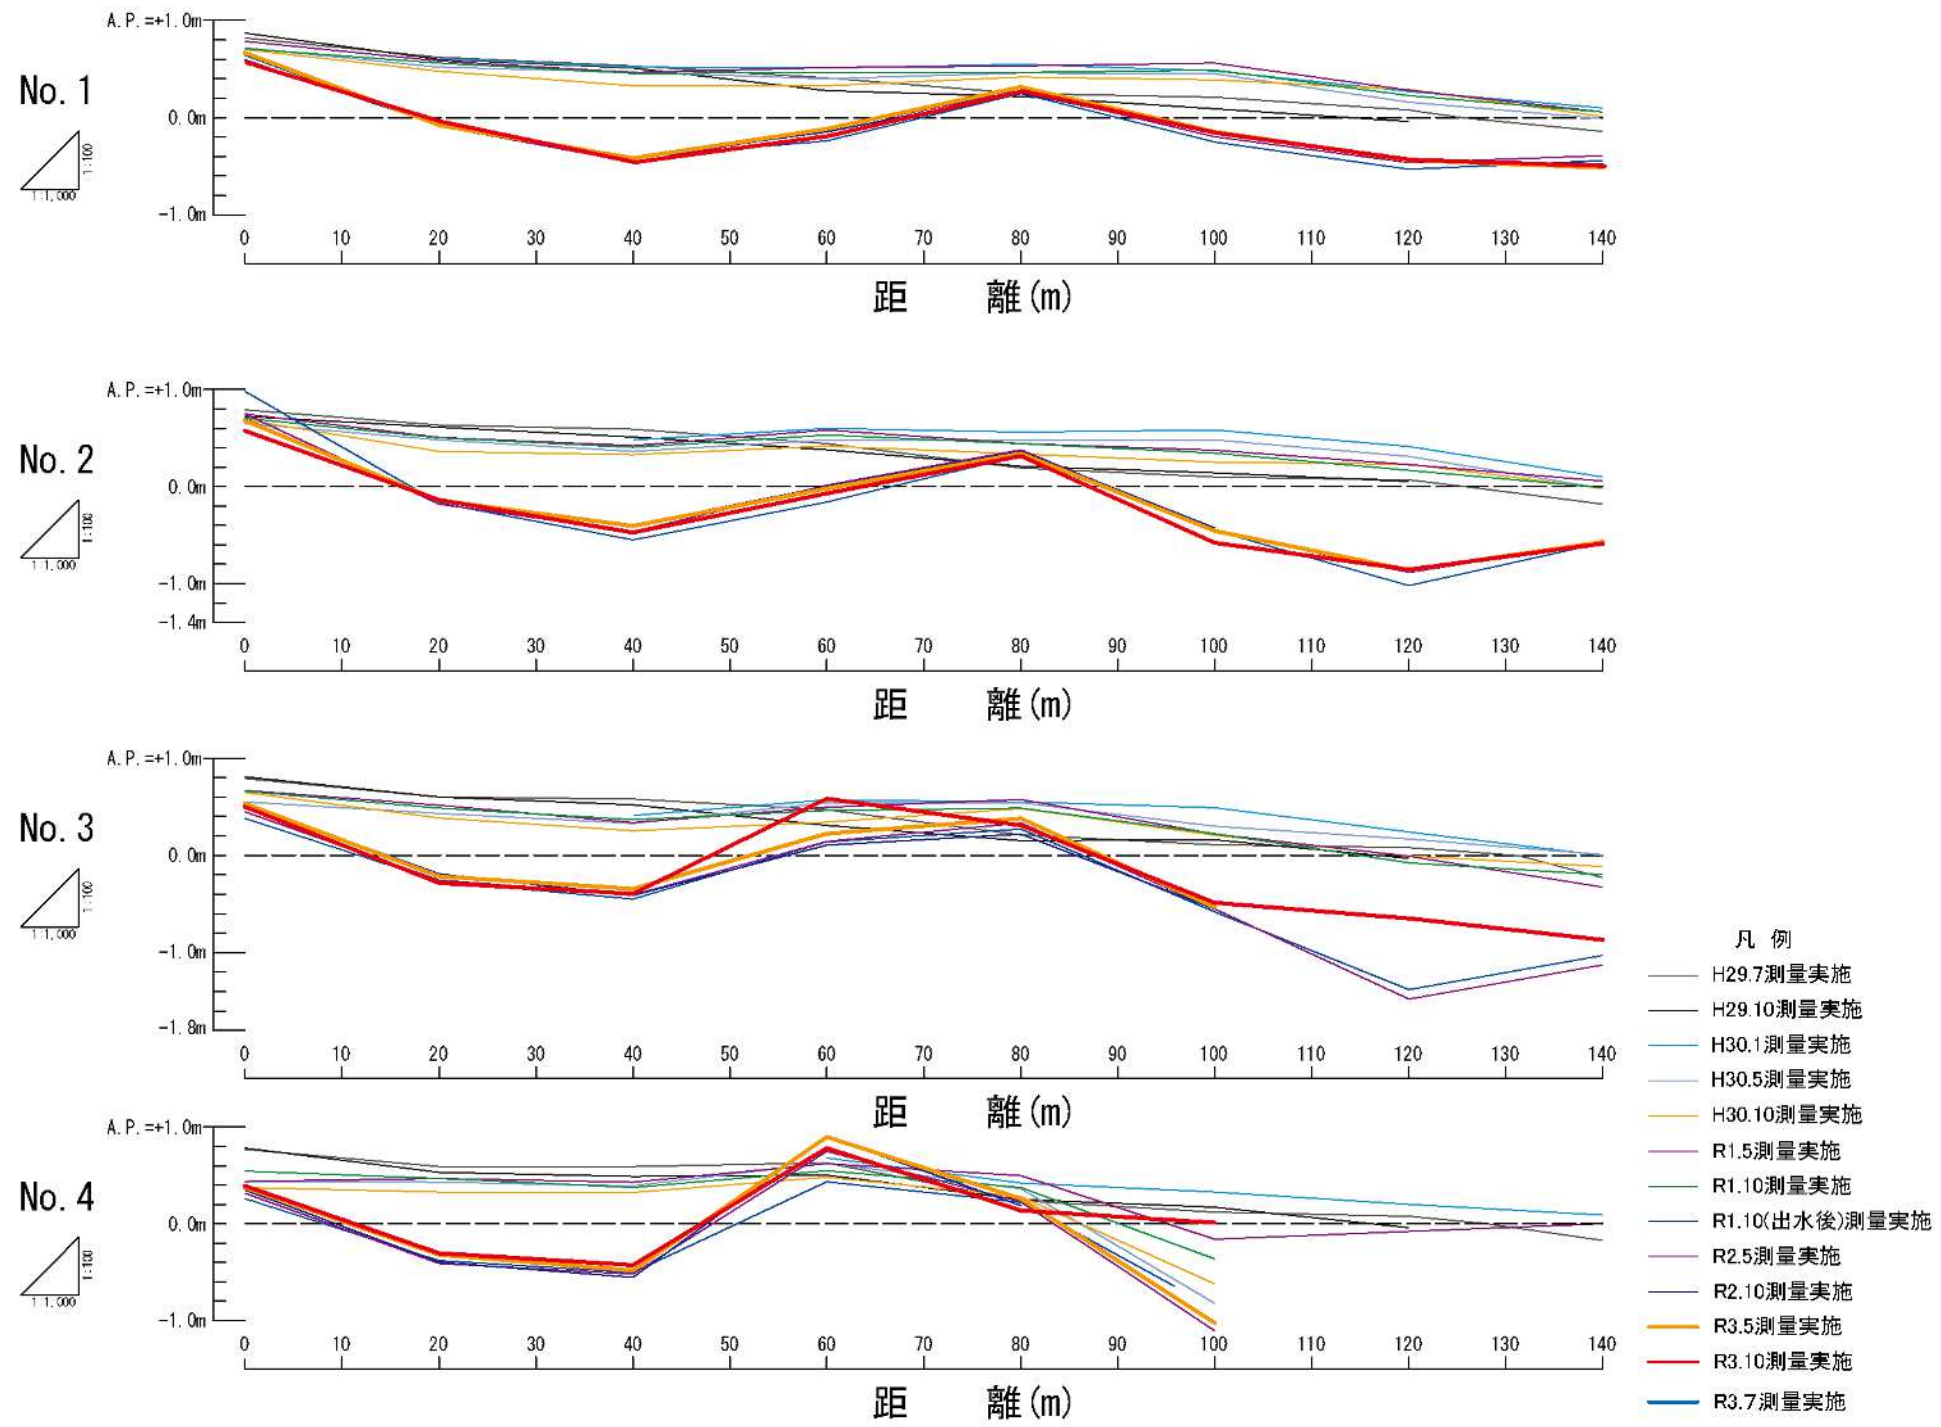 A.P.=+1.0m
No.1
0.0m
1:100
1:1,000
-1.0m
0 10 20 30 40 50 60 70 80 90 100 110 120 130 140
距 離(m)
A.P.=+1.0m
No.2
0.0m
1:100
1:1,000
-1.0m
-1.4m
0 10 20 30 40 50 60 70 80 90 100 110 120 130 140
距 離(m)
A.P.=+1.0m
No.3
0.0m
1:100
1:1,000
-1.0m
-1.8m
0 10 20 30 40 50 60 70 80 90 100 110 120 130 140
距 離(m)
A.P.=+1.0m
No.4
0.0m
1:100
1:1,000
-1.0m
0 10 20 30 40 50 60 70 80 90 100 110 120 130 140
距 離(m)
凡 例
H29.7測量実施
H29.10測量実施
H30.1測量実施
H30.5測量実施
H30.10測量実施
R1.5測量実施
R1.10測量実施
R1.10(出水後)測量実施
R2.5測量実施
R2.10測量実施
R3.5測量実施
R3.10測量実施
R3.7測量実施